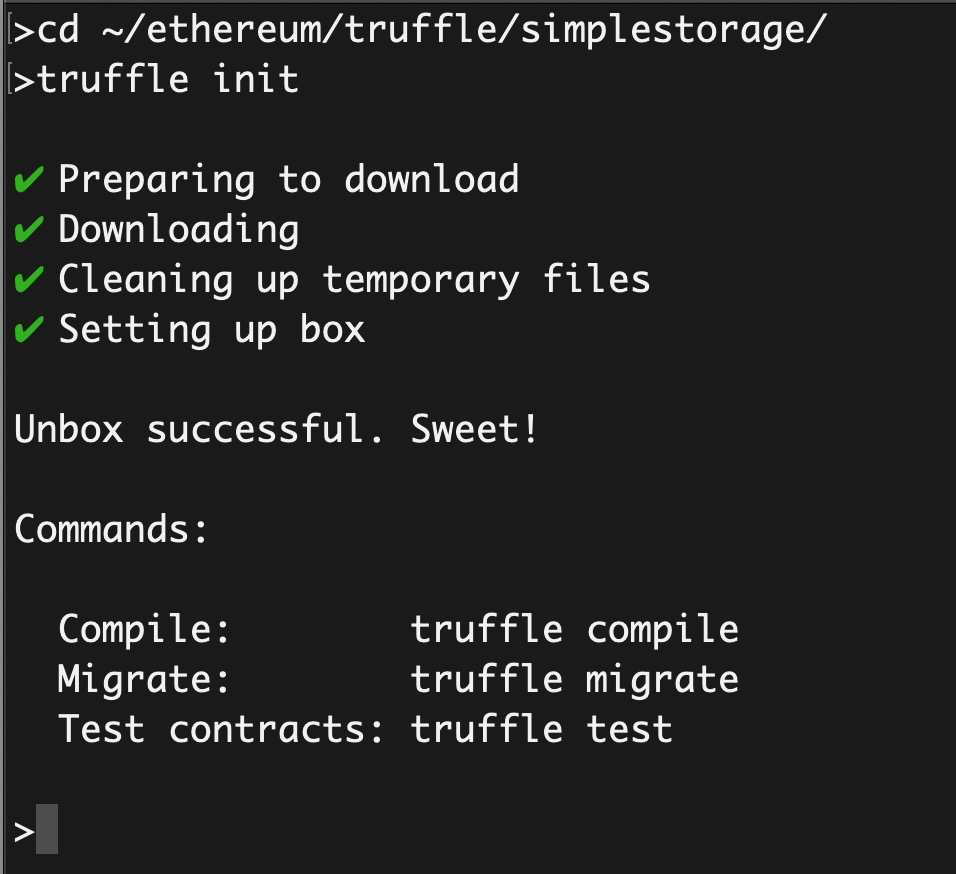 >cd ~/ethereum/truffle/simplestorage/
>truffle init
✔ Preparing to download
✔ Downloading
✔ Cleaning up temporary files
✔ Setting up box
Unbox successful. Sweet!
Commands:
Compile: truffle compile
Migrate: truffle migrate
Test contracts: truffle test
>